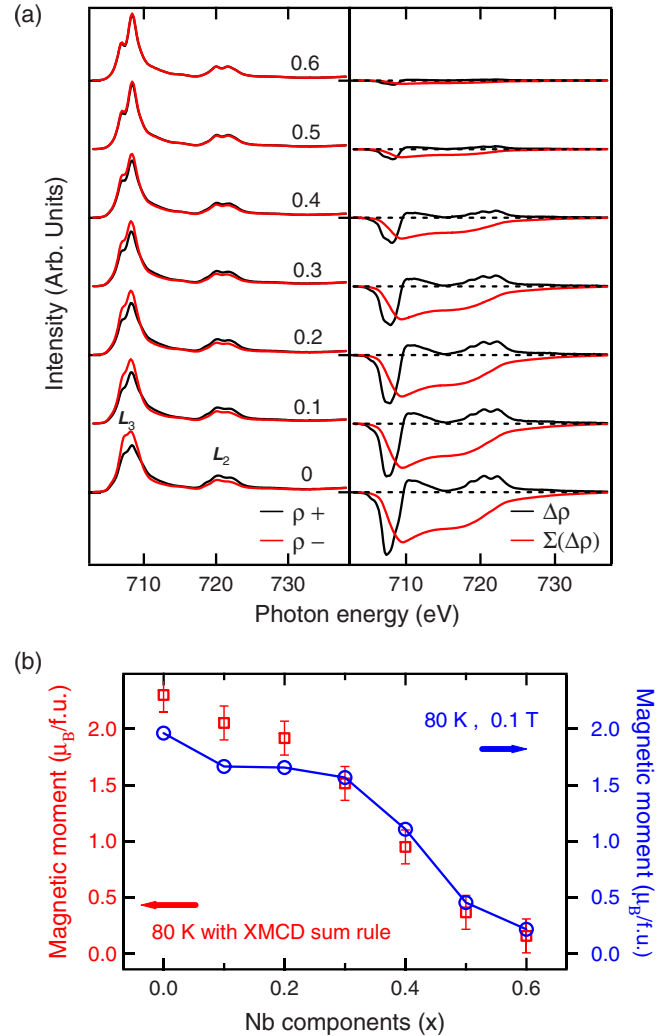 (a)
Intensity (Arb. Units)
0.6
0.5
0.4
0.3
0.2
0.1
0
L3
L2
ρ +
ρ −
Δρ
Σ(Δρ)
710 720 730 710 720 730
Photon energy (eV)
(b)
Magnetic moment (μB/f.u.)
2.0
1.5
1.0
0.5
0.0
80 K , 0.1 T
80 K with XMCD sum rule
2.0
1.5
1.0
0.5
0.0
Magnetic moment (μB/f.u.)
0.0 0.2 0.4 0.6
Nb components (x)